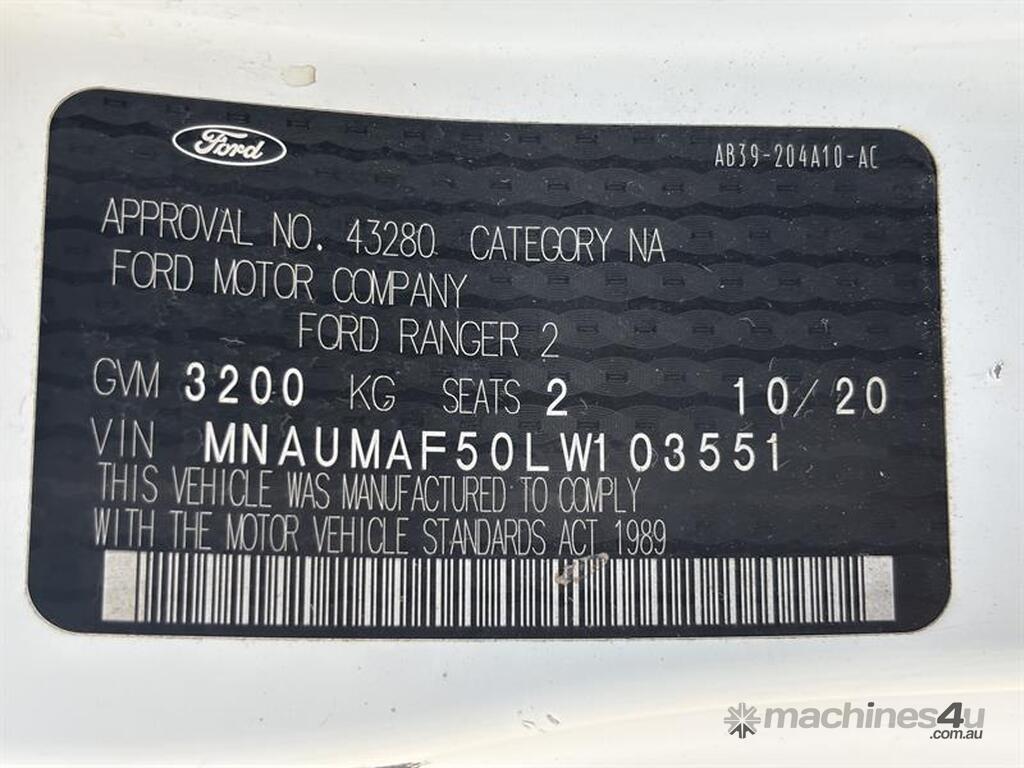 Ford
AB39-204A10-AC
APPROVAL NO. 43280 CATEGORY NA
FORD MOTOR COMPANY
FORD RANGER 2
GVM 3200 KG SEATS 2 10/20
VIN MNAUMAF50LW103551
THIS VEHICLE WAS MANUFACTURED TO COMPLY
WITH THE MOTOR VEHICLE STANDARDS ACT 1989
machines4u
.com.au